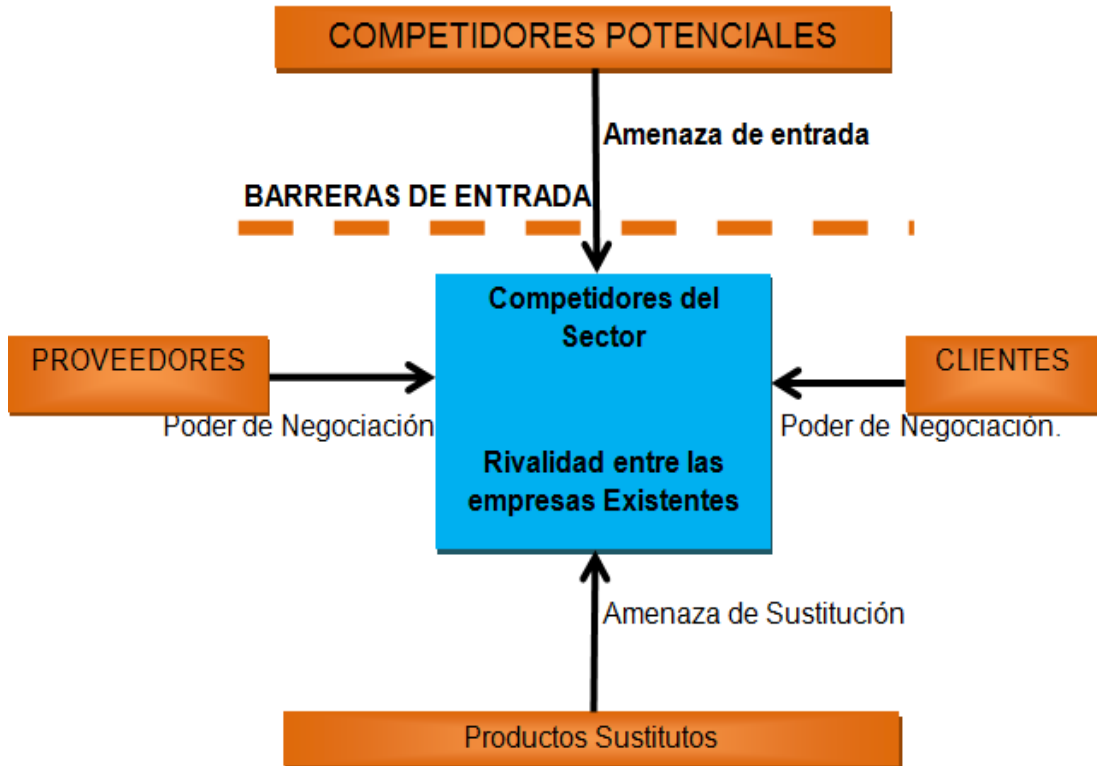 COMPETIDORES POTENCIALES
Amenaza de entrada
BARRERAS DE ENTRADA
Competidores del
Sector
PROVEEDORES
CLIENTES
Poder de Negociación
Poder de Negociación.
Rivalidad entre las
empresas Existentes
Amenaza de Sustitución
Productos Sustitutos